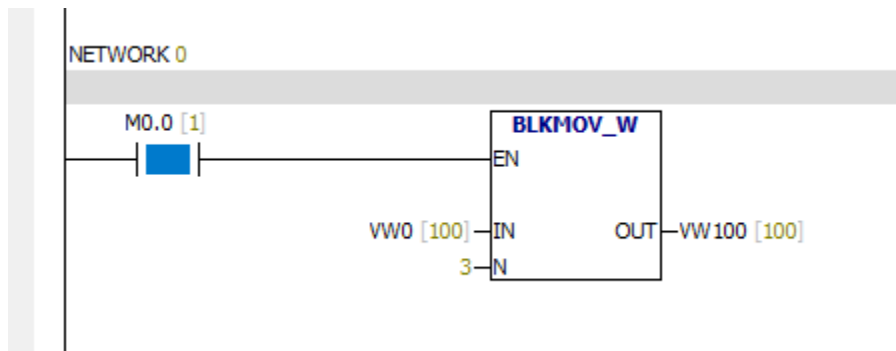 NETWORK 0
M0.0 [1]
BLKMOV_W
EN
VW0 [100] IN OUT VW100 [100]
3 N